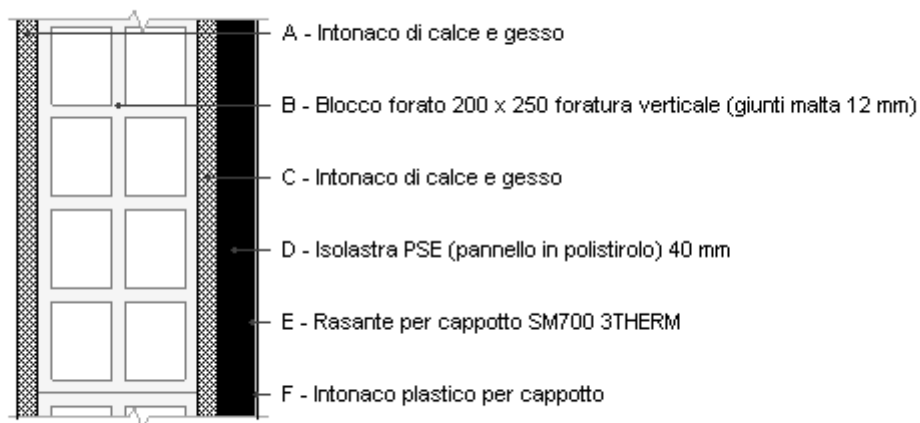 A - Intonaco di calce e gesso
B - Blocco forato 200 x 250 foratura verticale (giunti malta 12 mm)
C - Intonaco di calce e gesso
D - Isolastra PSE (pannello in polistirolo) 40 mm
E - Rasante per cappotto SM700 3THERM
F - Intonaco plastico per cappotto